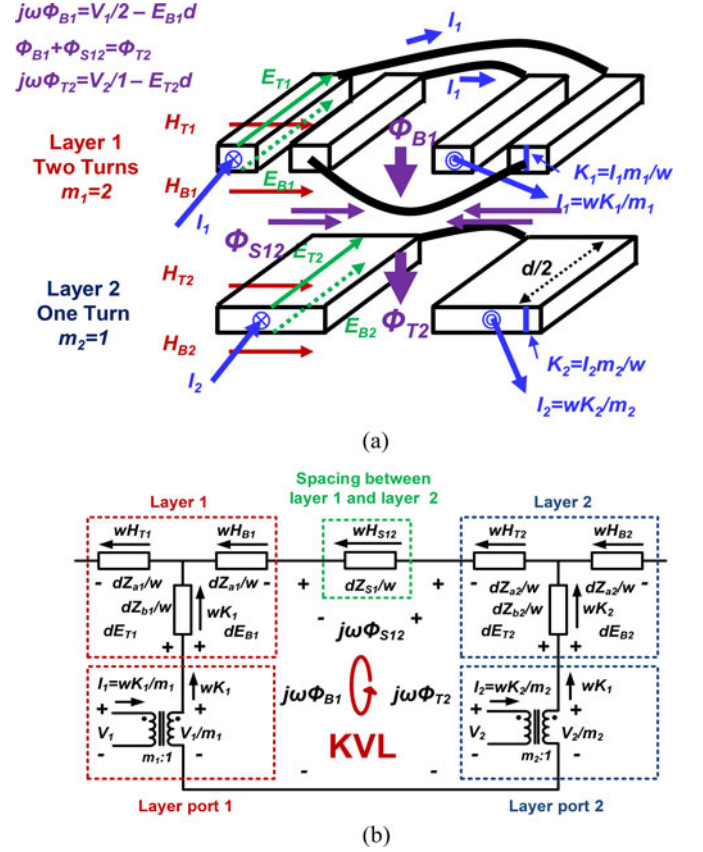 jωΦB1=V1/2 – EB1d
ΦB1+ΦS12=ΦT2
jωΦT2=V2/1 – ET2d
I1
ET1
I1
HT1
Layer 1
Two Turns
m1=2
ΦB1
K1=I1m1/w
EB1
HB1
I1=wK1/m1
I1
ΦS12
ET2
d/2
HT2
Layer 2
One Turn
m2=1
ΦT2
EB2
HB2
K2=I2m2/w
I2
I2=wK2/m2
(a)
Spacing between
layer 1 and layer 2
Layer 1
Layer 2
wHT1
wHB1
wHS12
wHT2
wHB2
- -
+ +
- -
dZa1/w
dZa1/w
dZS1/w
dZa2/w
dZa2/w
dZb1/w
wK1
- jωΦS12 +
dZb2/w
wK2
dET1
dEB1
dET2
dEB2
+ +
+ +
jωΦB1
jωΦT2
I1=wK1/m1
wK1
I2=wK2/m2
wK1
+ +
+ +
V1
V1/m1
KVL
V2
V2/m2
- -
- -
- -
m1:1
m2:1
Layer port 1
Layer port 2
(b)